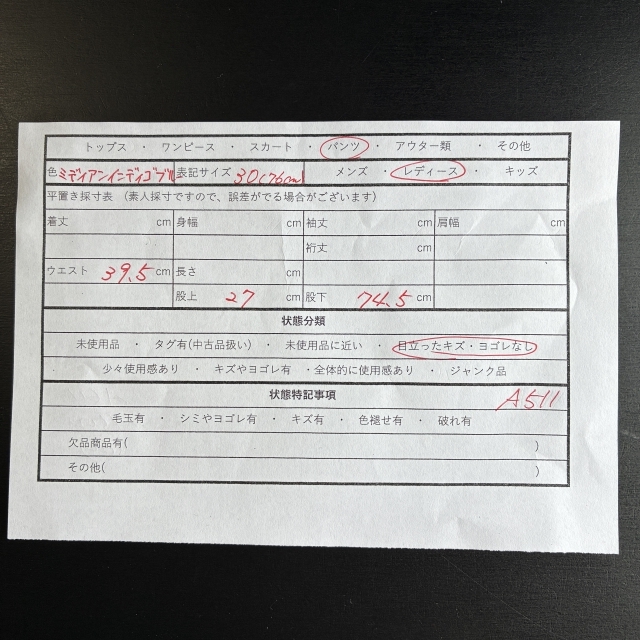 トップス ・ ワンピース ・ スカート ・ パンツ ・ アウター類 ・ その他
色 ミディアンインディゴブル 表記サイズ 30(76cm) メンズ ・ レディース ・ キッズ
平置き採寸表 （素人採寸ですので、誤差がでる場合がございます）
着丈 cm 身幅 cm 袖丈 cm 肩幅 cm
裄丈 cm
ウエスト 39.5 cm 長さ
股上 27 cm 股下 74.5 cm
状態分類
未使用品 ・ タグ有(中古品扱い) ・ 未使用品に近い ・ 目立ったキズ・ヨゴレなし
少々使用感あり ・ キズやヨゴレ有 ・全体的に使用感あり ・ ジャンク品
状態特記事項 A511
毛玉有 ・ シミやヨゴレ有 ・ キズ有 ・ 色褪せ有 ・ 破れ有
欠品商品有( )
その他( )